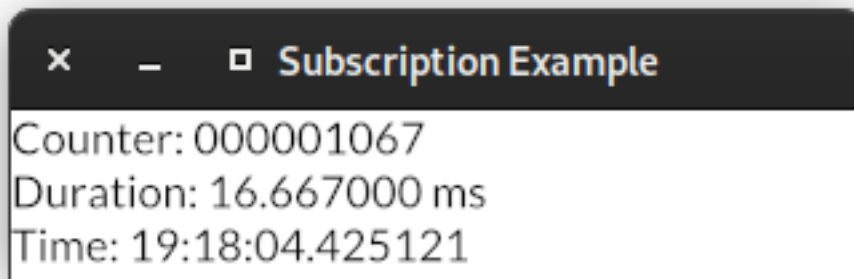 Subscription Example
Counter: 000001067
Duration: 16.667000 ms
Time: 19:18:04.425121